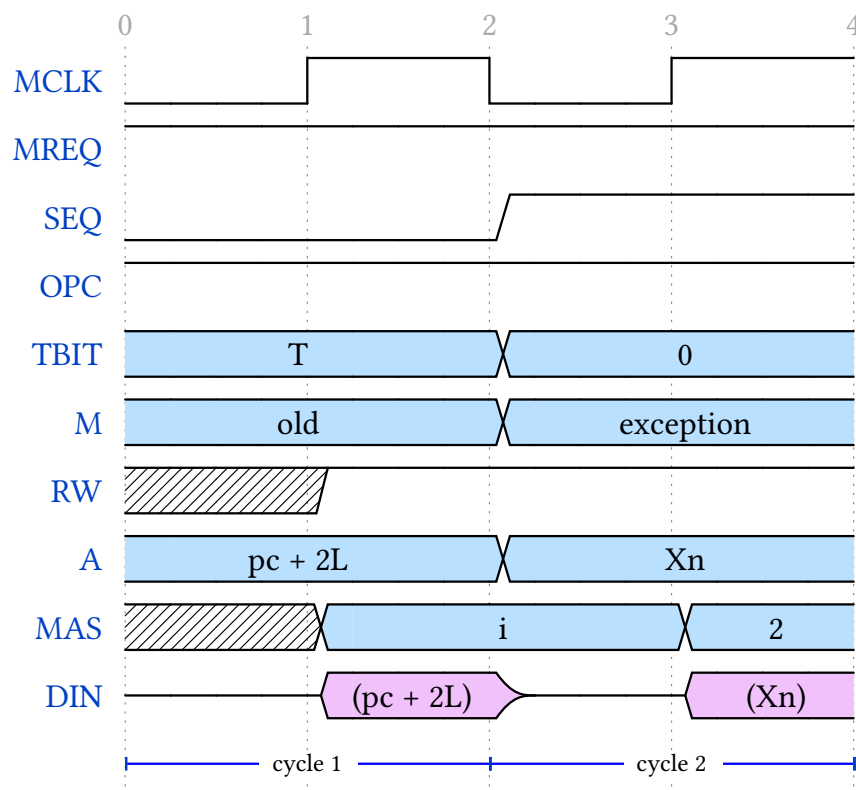 0 1 2 3 4
MCLK
MREQ
SEQ
OPC
TBIT T 0
M old exception
RW
A pc + 2L Xn
MAS i 2
DIN (pc + 2L) (Xn)
cycle 1 cycle 2